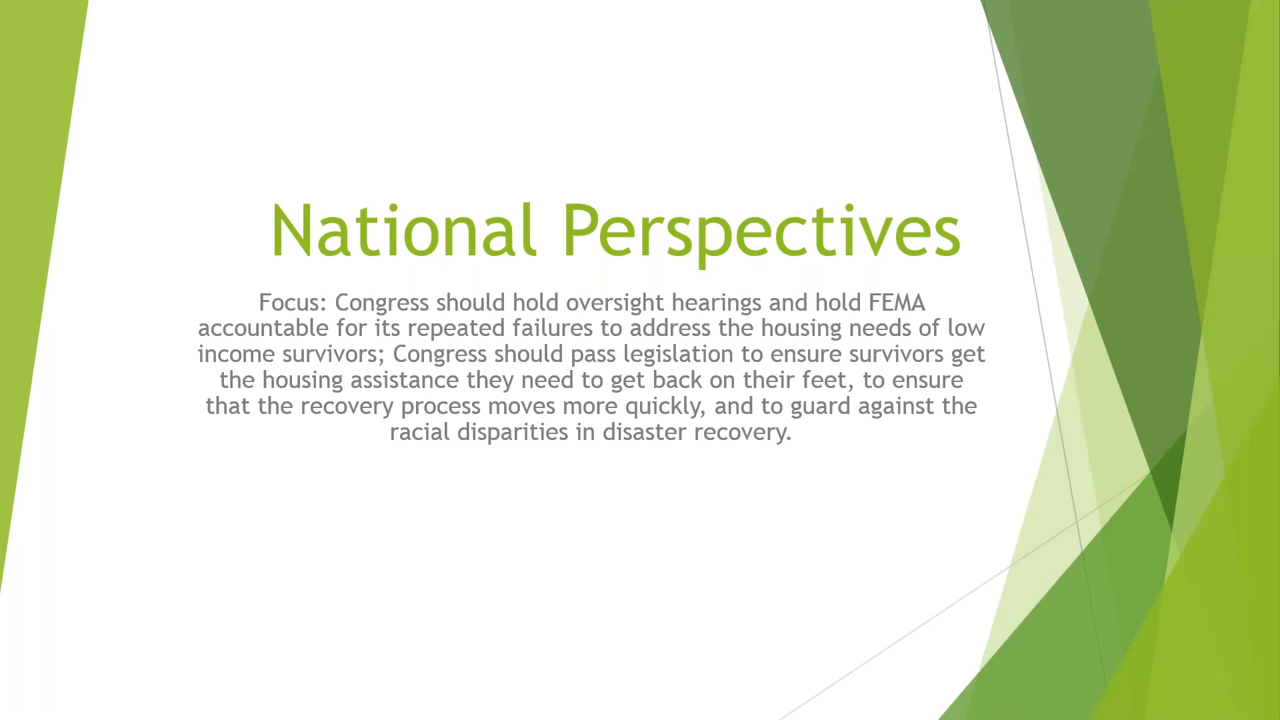 National Perspectives
Focus: Congress should hold oversight hearings and hold FEMA
accountable for its repeated failures to address the housing needs of low
income survivors; Congress should pass legislation to ensure survivors get
the housing assistance they need to get back on their feet, to ensure
that the recovery process moves more quickly, and to guard against the
racial disparities in disaster recovery.